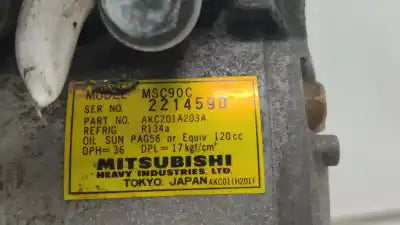 MODEL MSC90C
SER NO. 2214590
PART NO. AKC201A203A
REFRIG R134a
OIL SUN PAG56 or Equiv 120cc
DPH=36 DPL=17kgf/cm²
MITSUBISHI
HEAVY INDUSTRIES, LTD.
TOKYO, JAPAN AKC011H201F